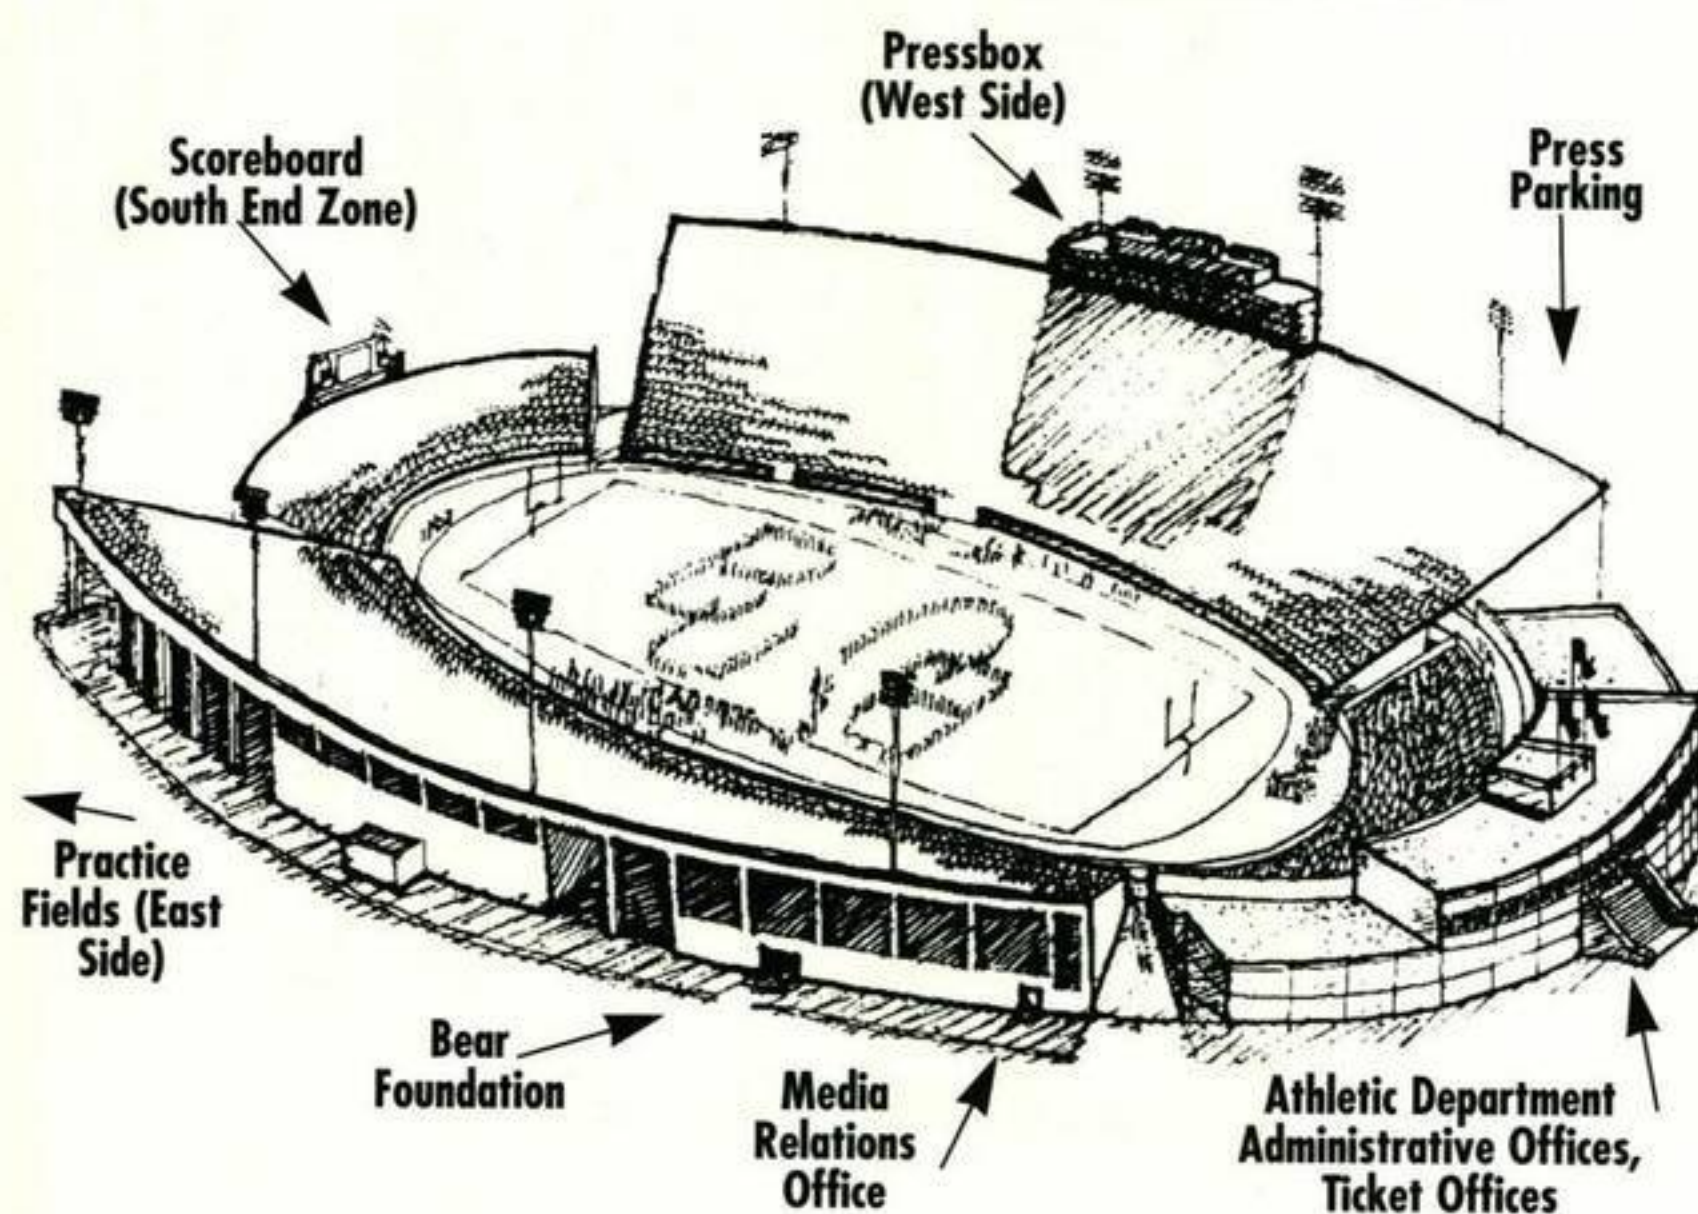 Pressbox
(West Side)
Scoreboard
(South End Zone)
Press
Parking
Practice
Fields (East
Side)
Bear
Foundation
Media
Relations
Office
Athletic Department
Administrative Offices,
Ticket Offices